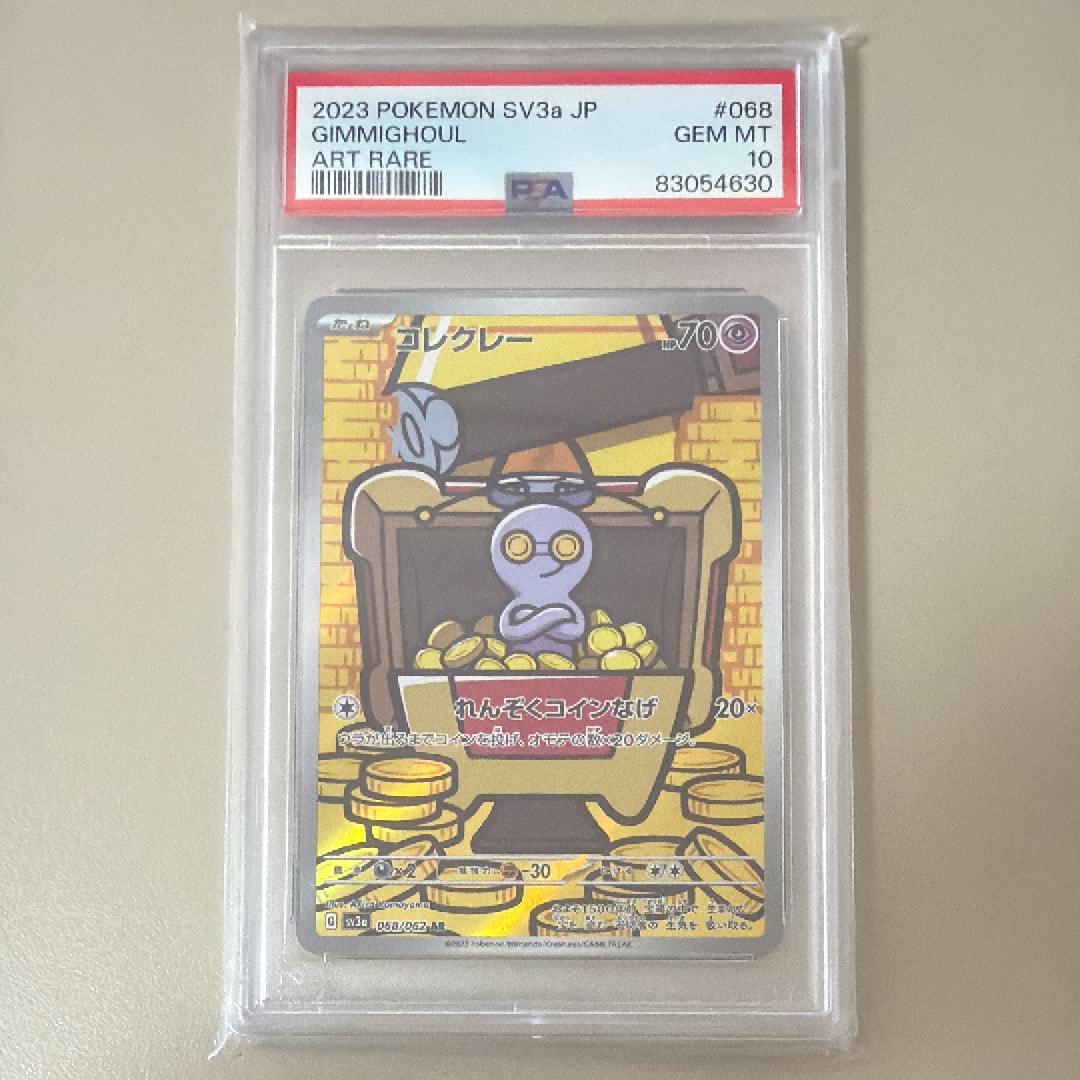 2023 POKEMON SV3a JP #068
GIMMIGHOUL GEM MT
ART RARE 10
PSA 83054630
たね コレクレー HP70
れんぞくコインなげ 20×
ウラが出るまでコインを投げ、オモテの数×20ダメージ。
×2 抵抗力 -30
G SV3a 068/062 AR
©2023 Pokémon/Nintendo/Creatures/GAME FREAK